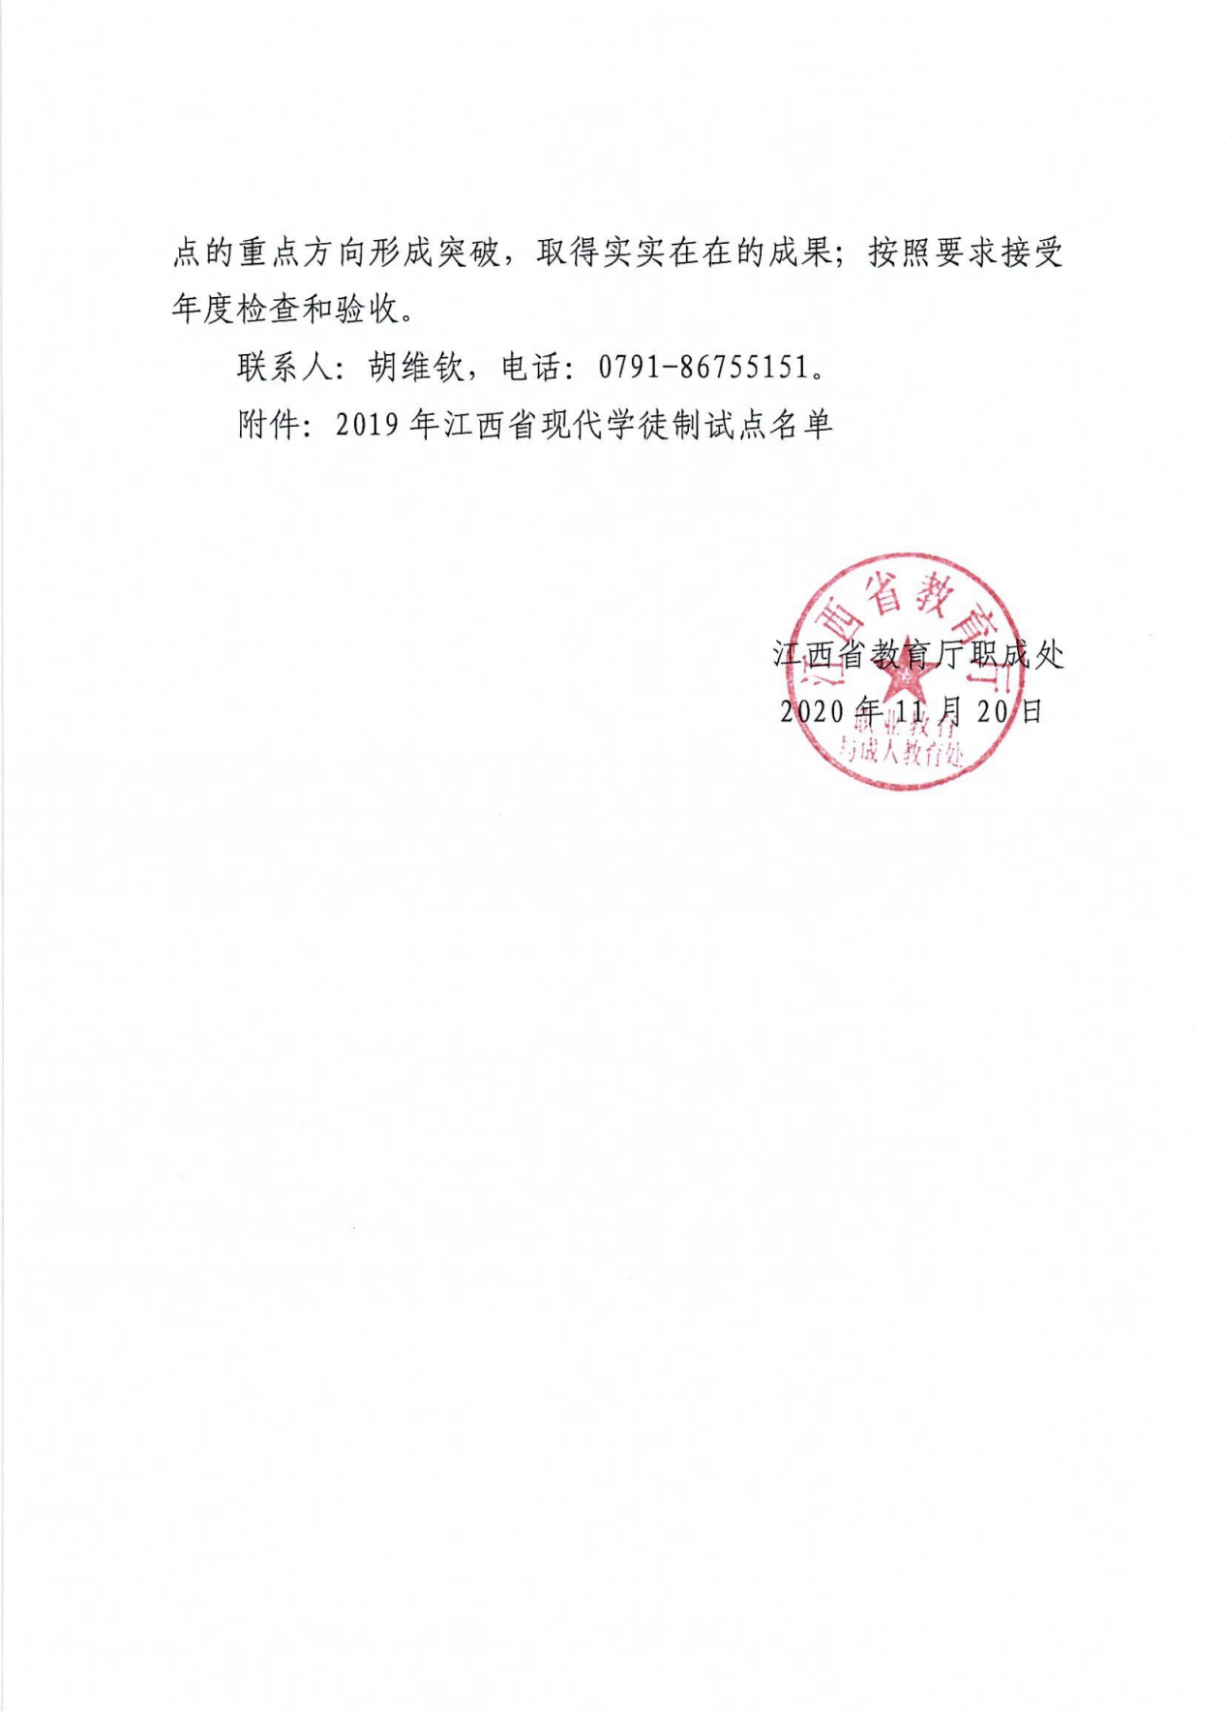 点的重点方向形成突破，取得实实在在的成果；按照要求接受
年度检查和验收。
联系人：胡维钦，电话：0791-86755151。
附件：2019年江西省现代学徒制试点名单
江西省教育厅
江西省教育厅职成处
2020年11月20日
职业教育
与成人教育处